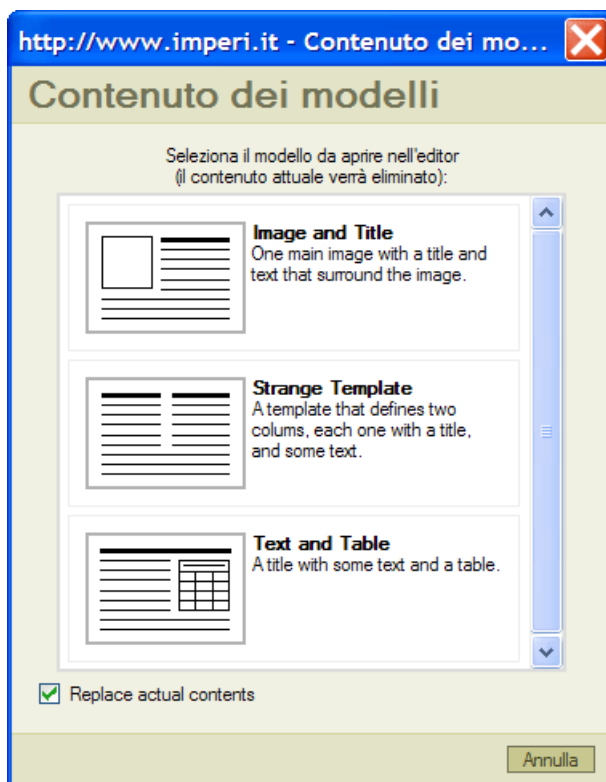 http://www.imperi.it - Contenuto dei mo...
Contenuto dei modelli
Seleziona il modello da aprire nell'editor
(il contenuto attuale verrà eliminato):
Image and Title
One main image with a title and
text that surround the image.
Strange Template
A template that defines two
colums, each one with a title,
and some text.
Text and Table
A title with some text and a table.
Replace actual contents
Annulla